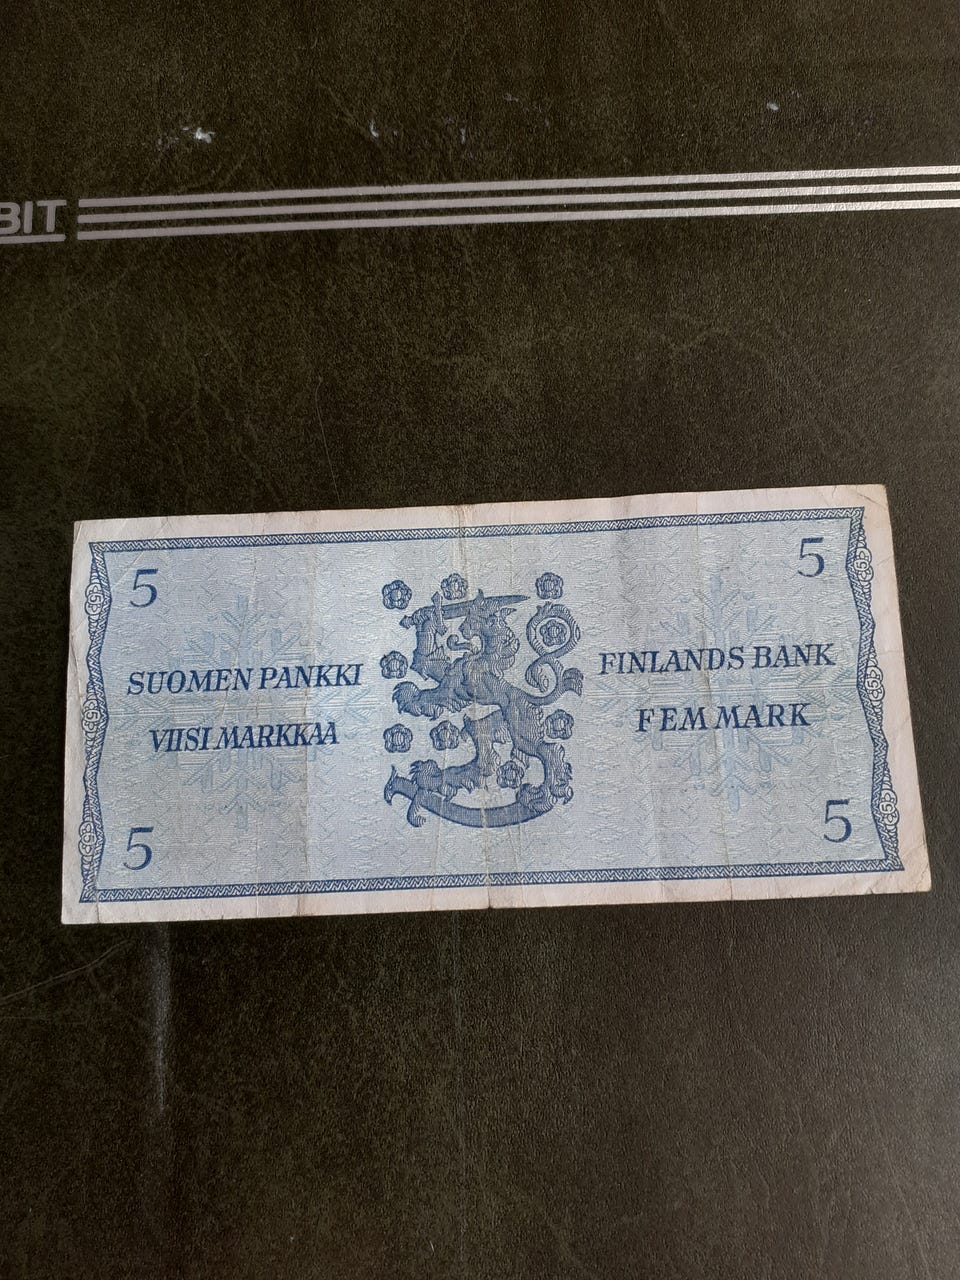 BIT
5
5
SUOMEN PANKKI
FINLANDS BANK
VIISI MARKKAA
FEM MARK
5
5